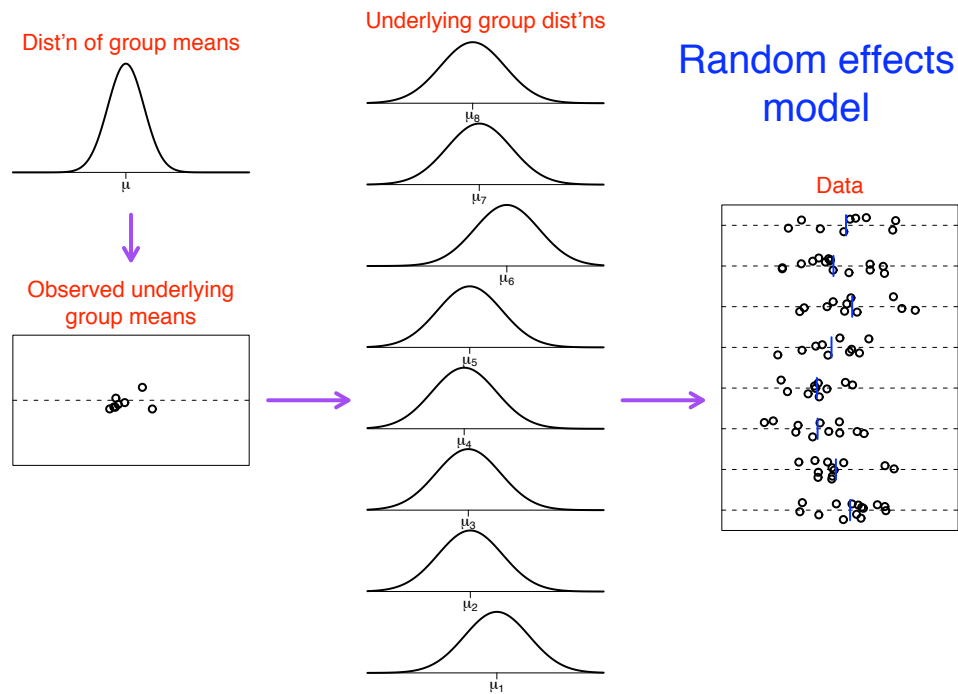 Dist'n of group means
μ
Observed underlying
group means
Underlying group dist'ns
μ8
μ7
μ6
μ5
μ4
μ3
μ2
μ1
Random effects
model
Data